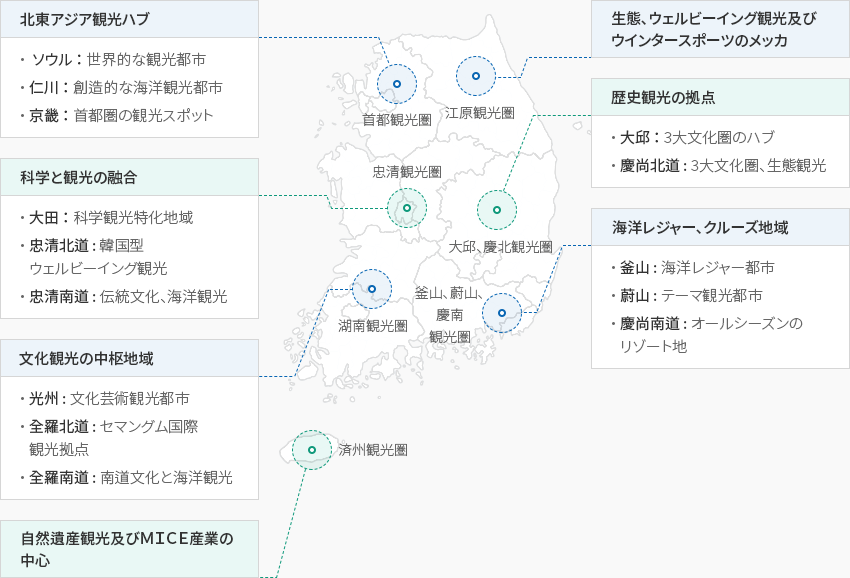 北東アジア観光ハブ
・ソウル：世界的な観光都市
・仁川：創造的な海洋観光都市
・京畿：首都圏の観光スポット
科学と観光の融合
・大田：科学観光特化地域
・忠清北道：韓国型
ウェルビーイング観光
・忠清南道：伝統文化、海洋観光
文化観光の中枢地域
・光州：文化芸術観光都市
・全羅北道：セマングム国際
観光拠点
・全羅南道：南道文化と海洋観光
自然遺産観光及びMICE産業の
中心
首都観光圏
江原観光圏
忠清観光圏
大邱、慶北観光圏
釜山、蔚山、
慶南
観光圏
湖南観光圏
済州観光圏
生態、ウェルビーイング観光及び
ウインタースポーツのメッカ
歴史観光の拠点
・大邱：3大文化圏のハブ
・慶尚北道：3大文化圏、生態観光
海洋レジャー、クルーズ地域
・釜山：海洋レジャー都市
・蔚山：テーマ観光都市
・慶尚南道：オールシーズンの
リゾート地